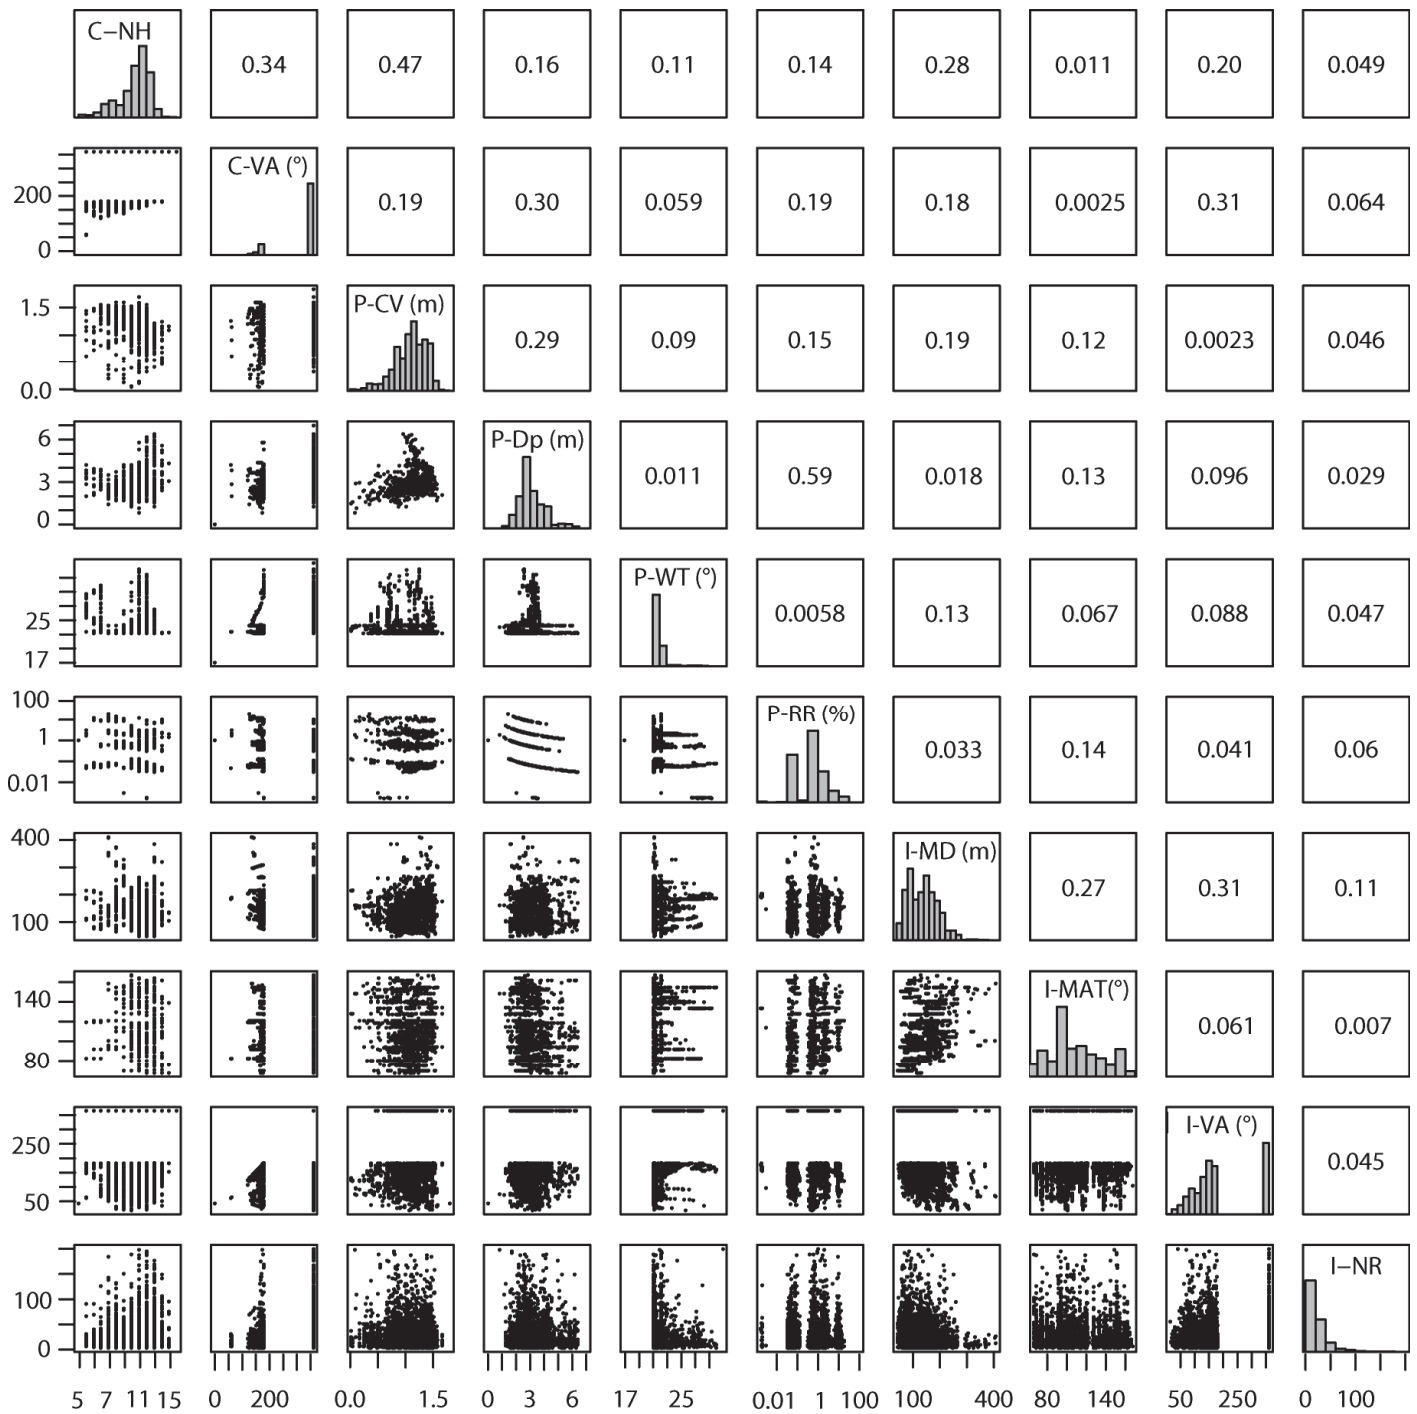 C–NH 0.34 0.47 0.16 0.11 0.14 0.28 0.011 0.20 0.049
C-VA (°) 0.19 0.30 0.059 0.19 0.18 0.0025 0.31 0.064
200
0
P-CV (m) 0.29 0.09 0.15 0.19 0.12 0.0023 0.046
1.5
0.0
P-Dp (m) 0.011 0.59 0.018 0.13 0.096 0.029
6
3
0
P-WT (°) 0.0058 0.13 0.067 0.088 0.047
25
17
100
P-RR (%) 0.033 0.14 0.041 0.06
1
0.01
400
I-MD (m) 0.27 0.31 0.11
100
I-MAT(°) 0.061 0.007
140
80
I-VA (°) 0.045
250
50
I–NR
100
0
5 7 11 15 0 200 0.0 1.5 0 3 6 17 25 0.01 1 100 100 400 80 140 50 250 0 100